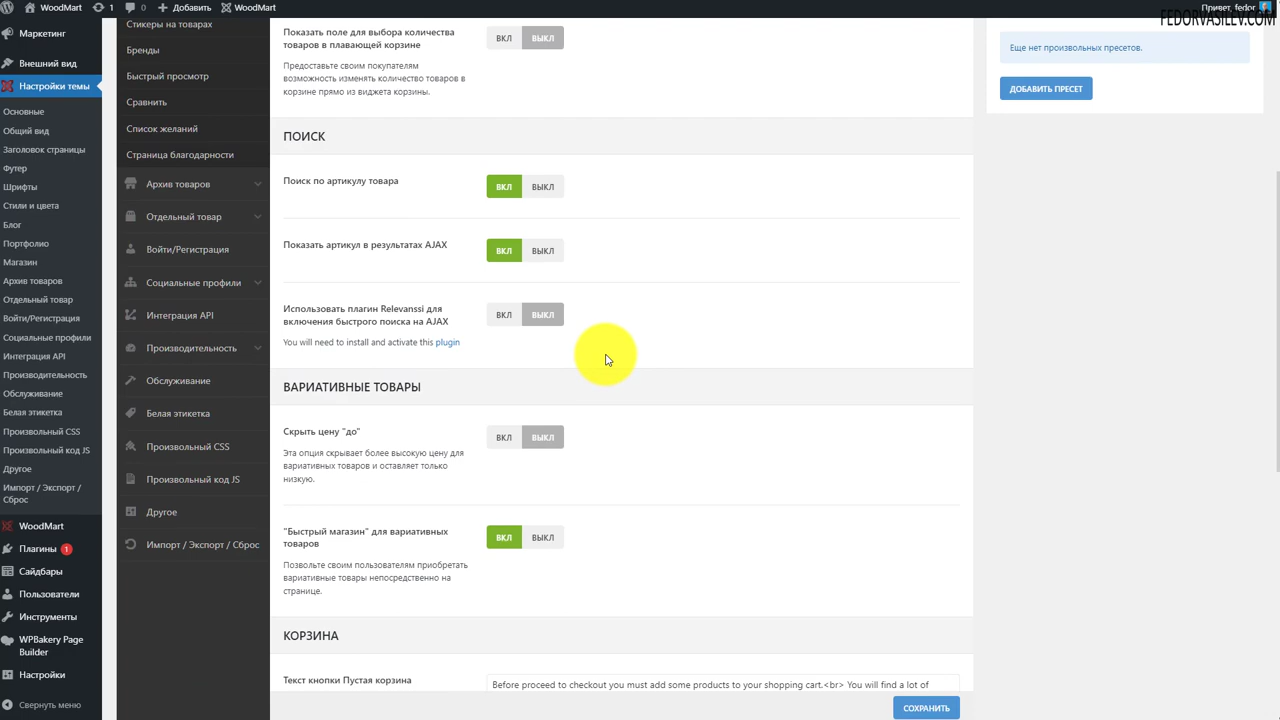 WoodMart
1
0
Добавить
WoodMart
Привет, fedor
FEDORVASILEV.COM
Маркетинг
Внешний вид
Настройки темы
Основные
Общий вид
Заголовок страницы
Футер
Шрифты
Стили и цвета
Блог
Портфолио
Магазин
Архив товаров
Отдельный товар
Войти/Регистрация
Социальные профили
Интеграция API
Производительность
Обслуживание
Белая этикетка
Произвольный CSS
Произвольный код JS
Другое
Импорт / Экспорт /
Сброс
WoodMart
Плагины 1
Сайдбары
Пользователи
Инструменты
WPBakery Page
Builder
Настройки
Свернуть меню
Стикеры на товарах
Бренды
Быстрый просмотр
Сравнить
Список желаний
Страница благодарности
Архив товаров
Отдельный товар
Войти/Регистрация
Социальные профили
Интеграция API
Производительность
Обслуживание
Белая этикетка
Произвольный CSS
Произвольный код JS
Другое
Импорт / Экспорт / Сброс
Показать поле для выбора количества
товаров в плавающей корзине
ВКЛ ВЫКЛ
Предоставьте своим покупателям
возможность изменять количество товаров в
корзине прямо из виджета корзины.
ПОИСК
Поиск по артикулу товара
ВКЛ ВЫКЛ
Показать артикул в результатах AJAX
ВКЛ ВЫКЛ
Использовать плагин Relevanssi для
включения быстрого поиска на AJAX
ВКЛ ВЫКЛ
You will need to install and activate this plugin
ВАРИАТИВНЫЕ ТОВАРЫ
Скрыть цену "до"
ВКЛ ВЫКЛ
Эта опция скрывает более высокую цену для
вариативных товаров и оставляет только
низкую.
"Быстрый магазин" для вариативных
товаров
ВКЛ ВЫКЛ
Позвольте своим пользователям приобретать
вариативные товары непосредственно на
странице.
КОРЗИНА
Текст кнопки Пустая корзина
Before proceed to checkout you must add some products to your shopping cart.<br> You will find a lot of
СОХРАНИТЬ
Еще нет произвольных пресетов.
ДОБАВИТЬ ПРЕСЕТ